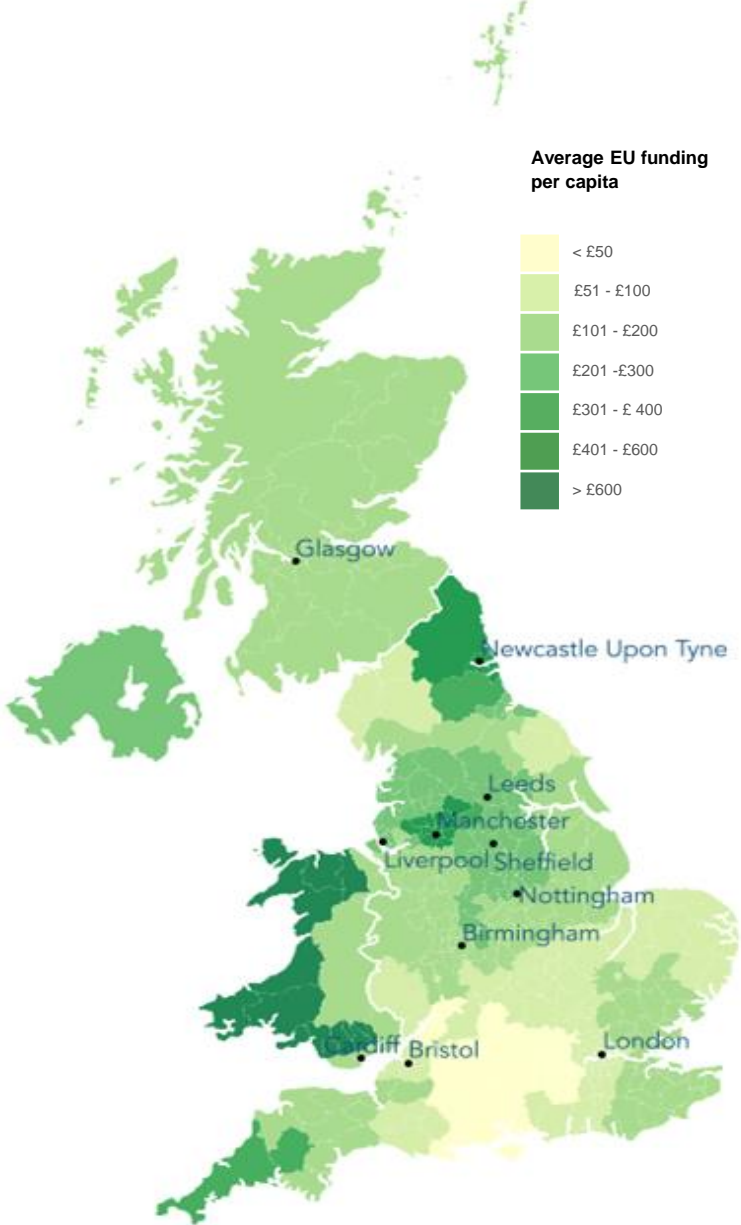 Average EU funding
per capita
< £50
£51 - £100
£101 - £200
£201 -£300
£301 - £ 400
£401 - £600
> £600
Glasgow
Newcastle Upon Tyne
Leeds
Manchester
Liverpool
Sheffield
Nottingham
Birmingham
Cardiff
Bristol
London